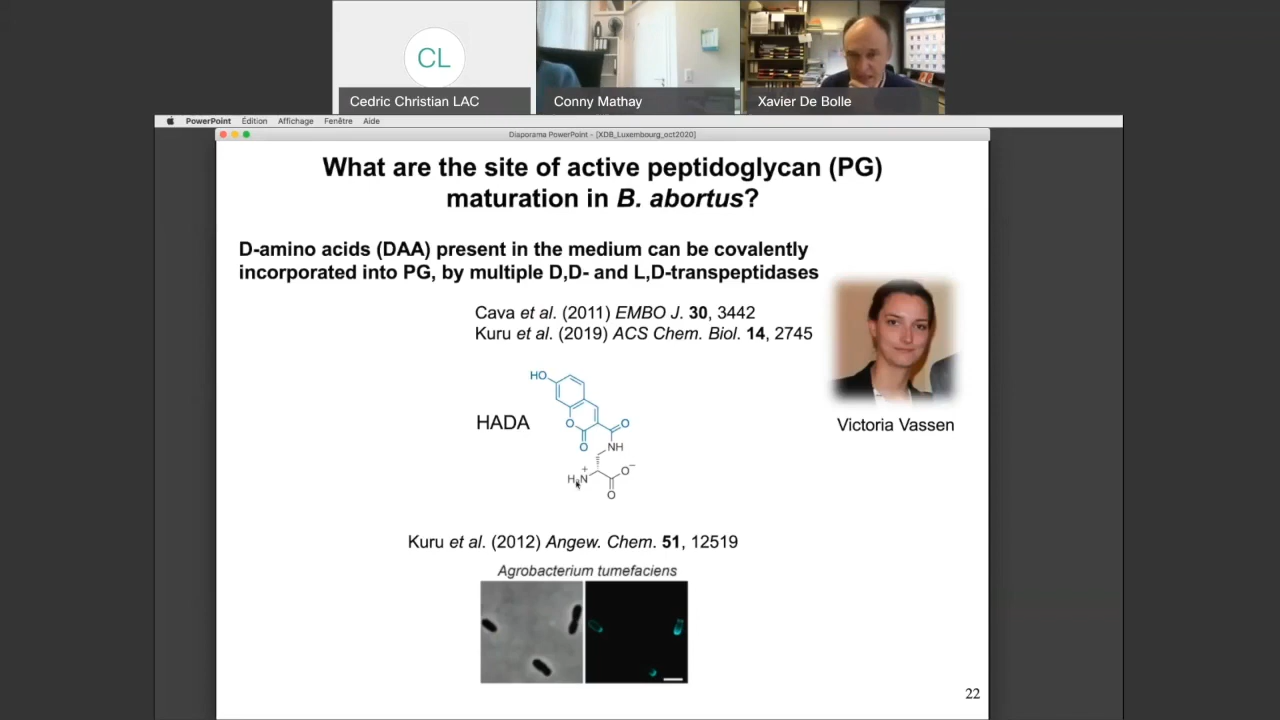 CL
Cedric Christian LAC
Conny Mathay
Xavier De Bolle
PowerPoint Édition Affichage Fenêtre Aide
Diaporama PowerPoint - [XDB_Luxembourg_oct2020]
What are the site of active peptidoglycan (PG)
maturation in B. abortus?
D-amino acids (DAA) present in the medium can be covalently
incorporated into PG, by multiple D,D- and L,D-transpeptidases
Cava et al. (2011) EMBO J. 30, 3442
Kuru et al. (2019) ACS Chem. Biol. 14, 2745
HO
HADA
O
O
O
NH
H₃N
+
O⁻
O
Victoria Vassen
Kuru et al. (2012) Angew. Chem. 51, 12519
Agrobacterium tumefaciens
22